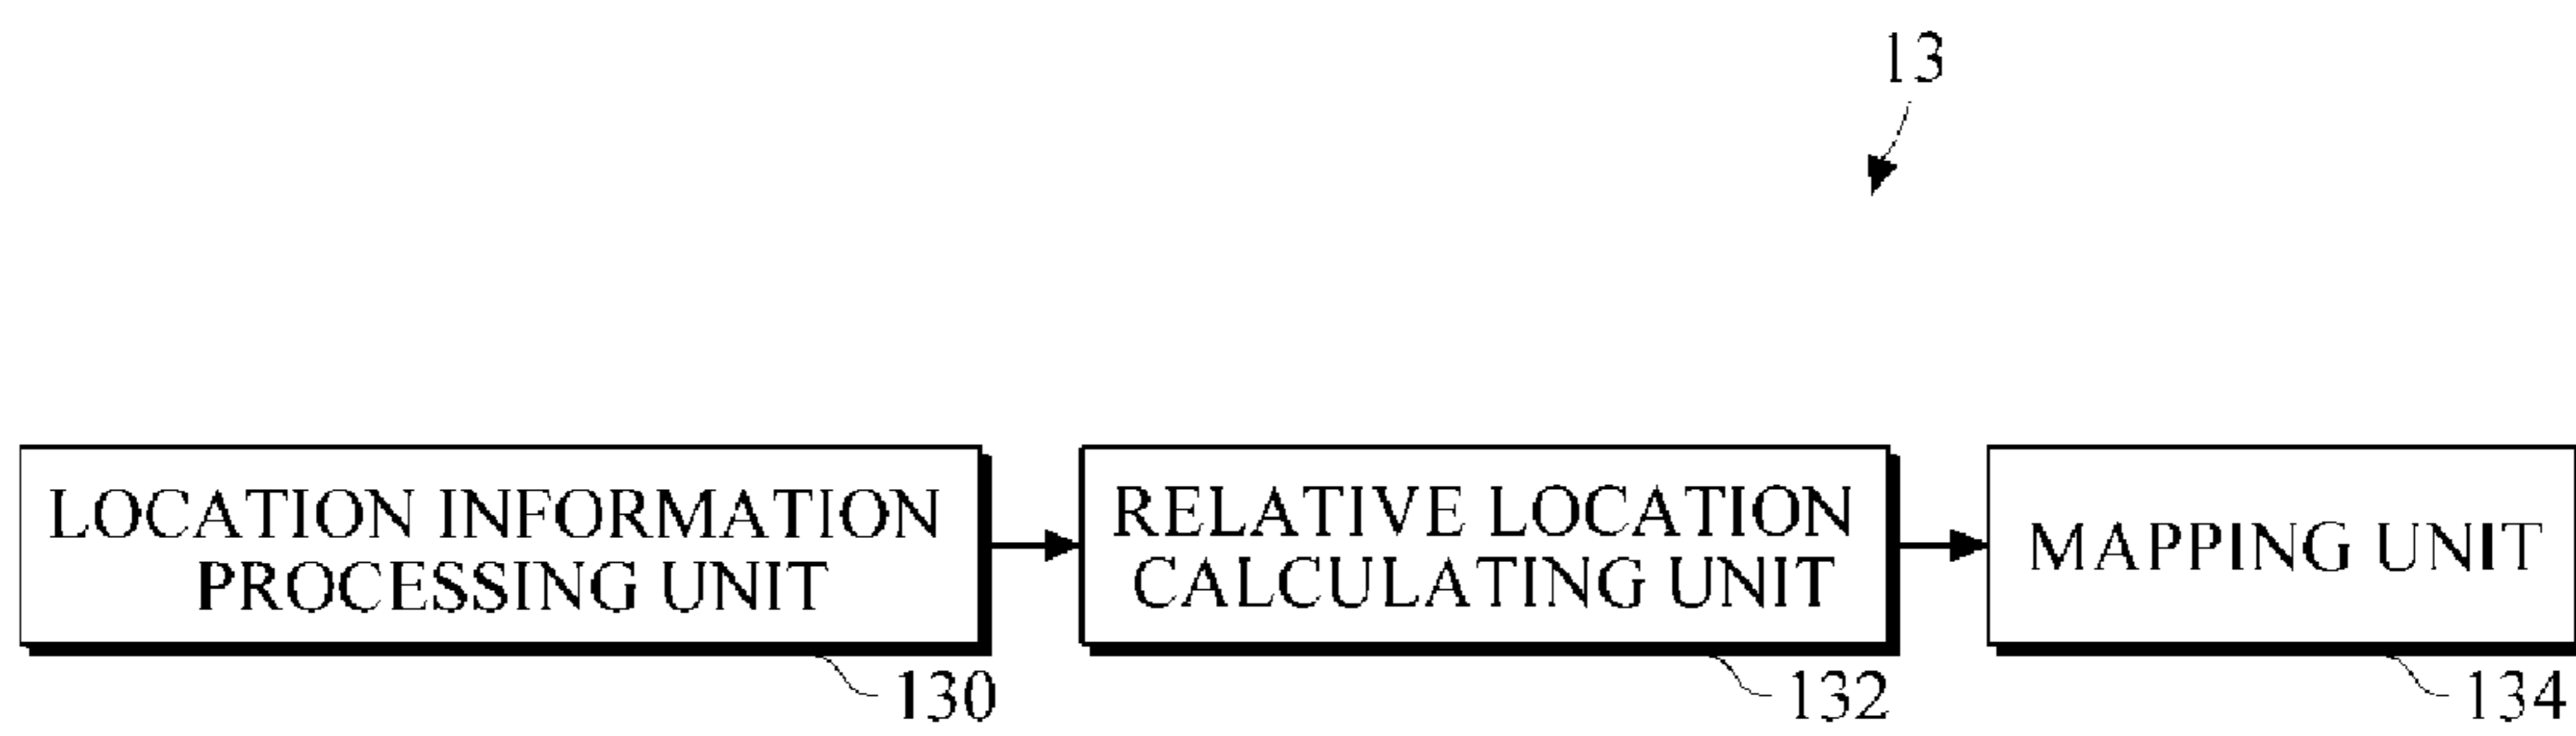 13
LOCATION INFORMATION
PROCESSING UNIT
130
RELATIVE LOCATION
CALCULATING UNIT
132
MAPPING UNIT
134